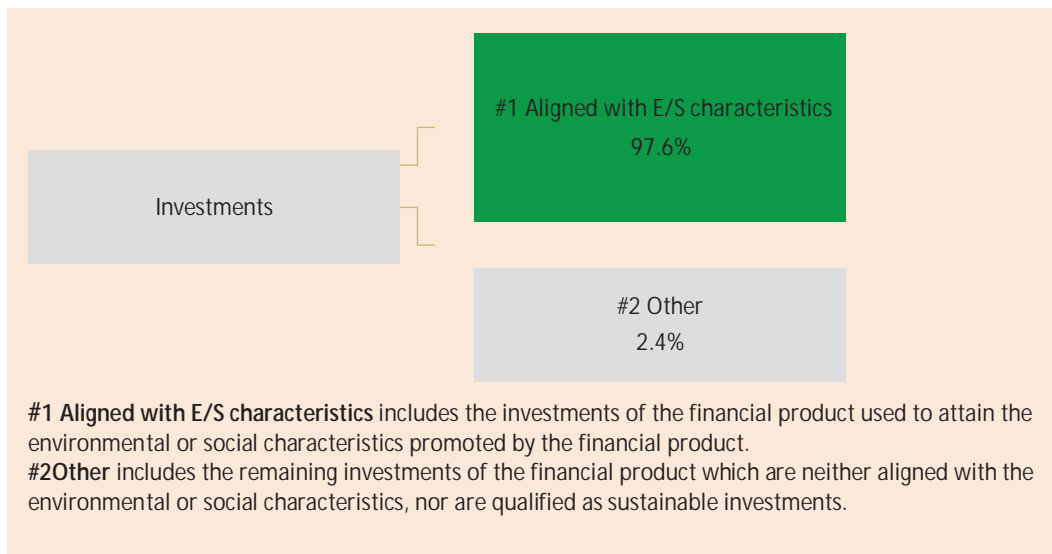 #1 Aligned with E/S characteristics
97.6%
Investments
#2 Other
2.4%
#1 Aligned with E/S characteristics includes the investments of the financial product used to attain the
environmental or social characteristics promoted by the financial product.
#2Other includes the remaining investments of the financial product which are neither aligned with the
environmental or social characteristics, nor are qualified as sustainable investments.